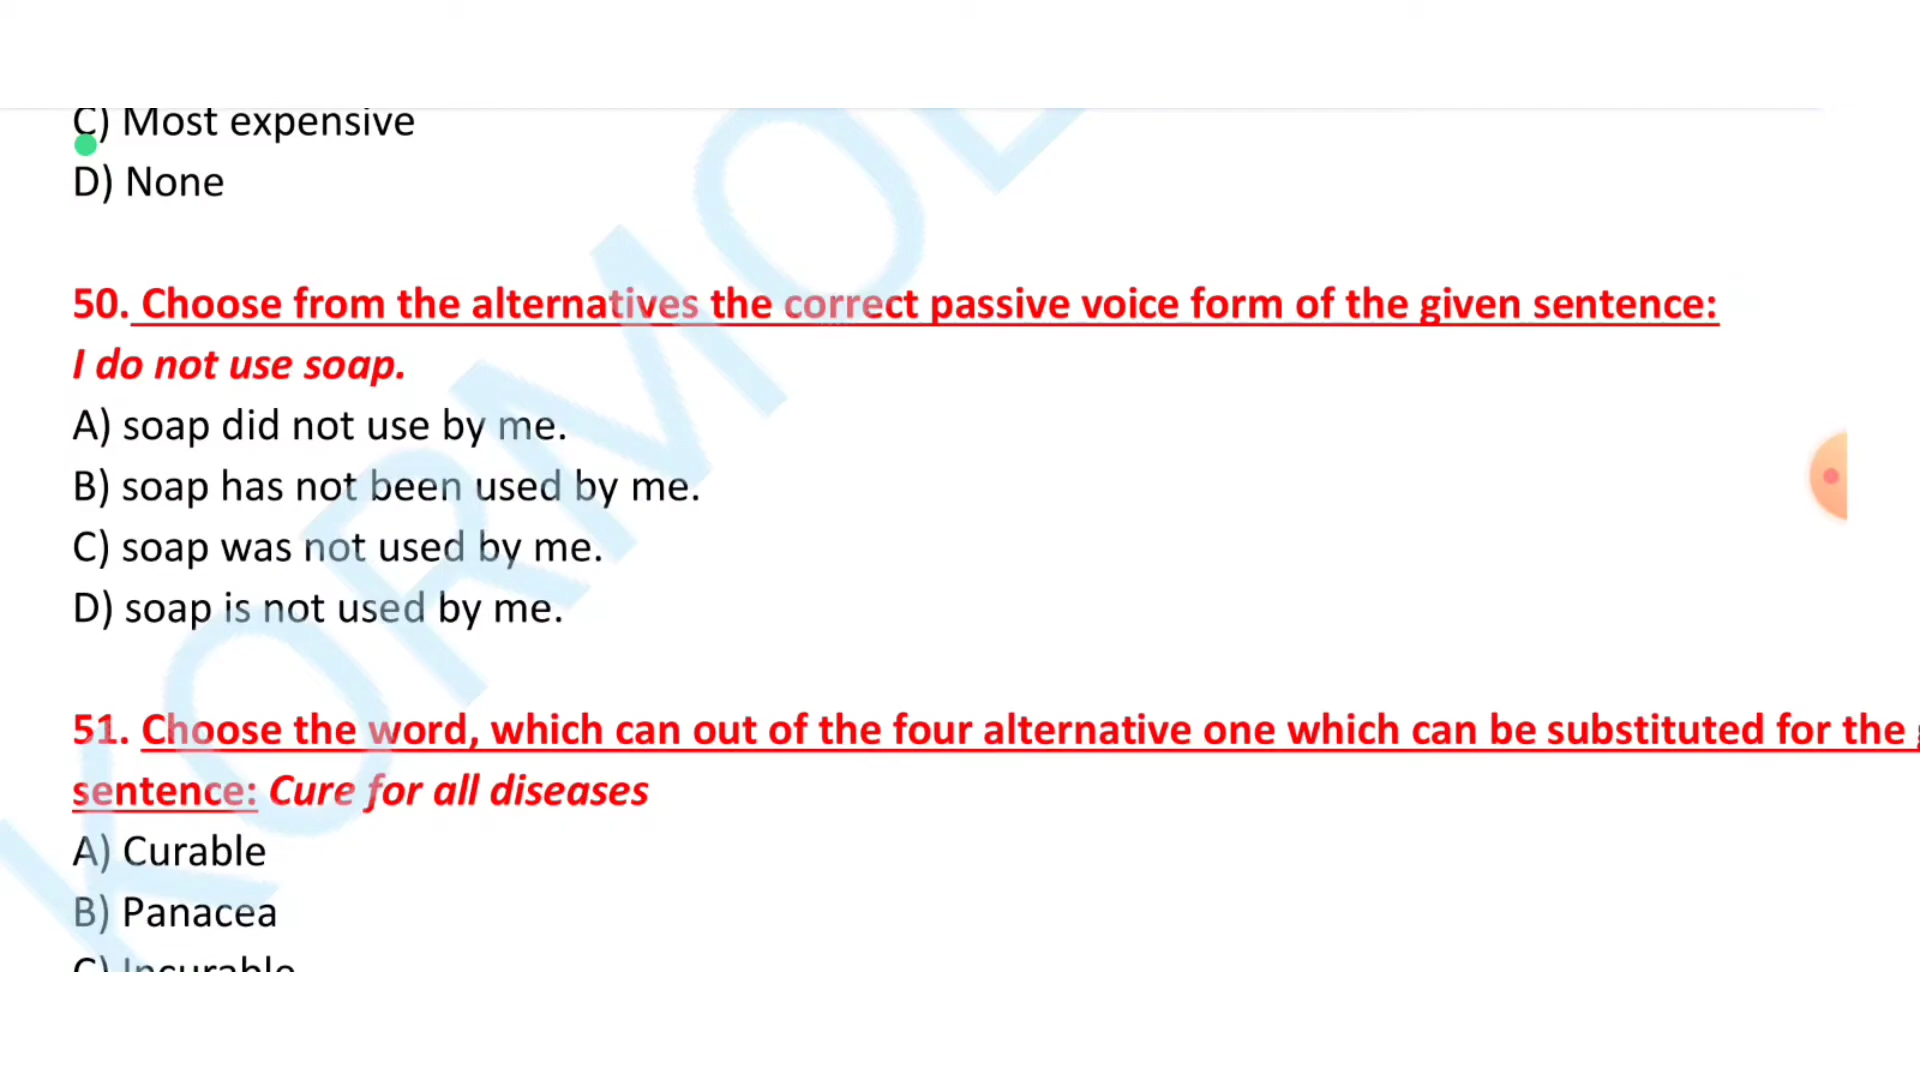 C) Most expensive
D) None
50. Choose from the alternatives the correct passive voice form of the given sentence:
I do not use soap.
A) soap did not use by me.
B) soap has not been used by me.
C) soap was not used by me.
D) soap is not used by me.
51. Choose the word, which can out of the four alternative one which can be substituted for the
sentence: Cure for all diseases
A) Curable
B) Panacea
C) Incurable
KORMO